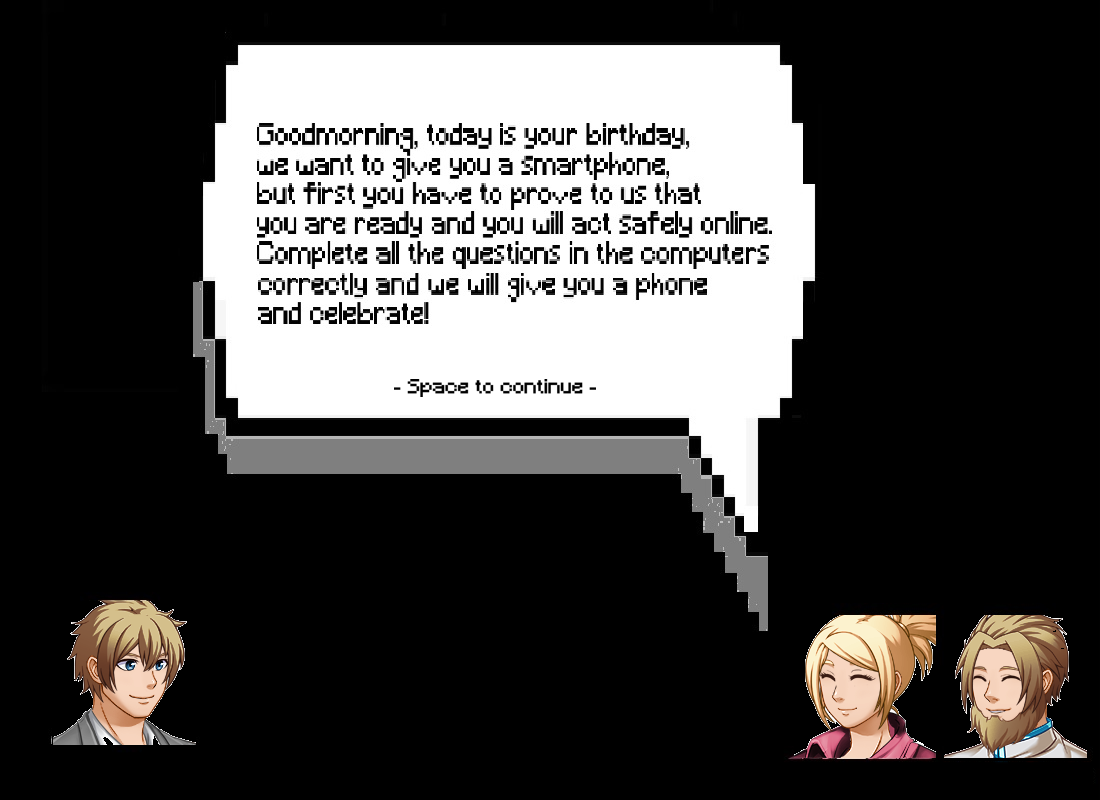 Goodmorning, today is your birthday,
we want to give you a smartphone,
but first you have to prove to us that
you are ready and you will act safely online.
Complete all the questions in the computers
correctly and we will give you a phone
and celebrate!
- Space to continue -